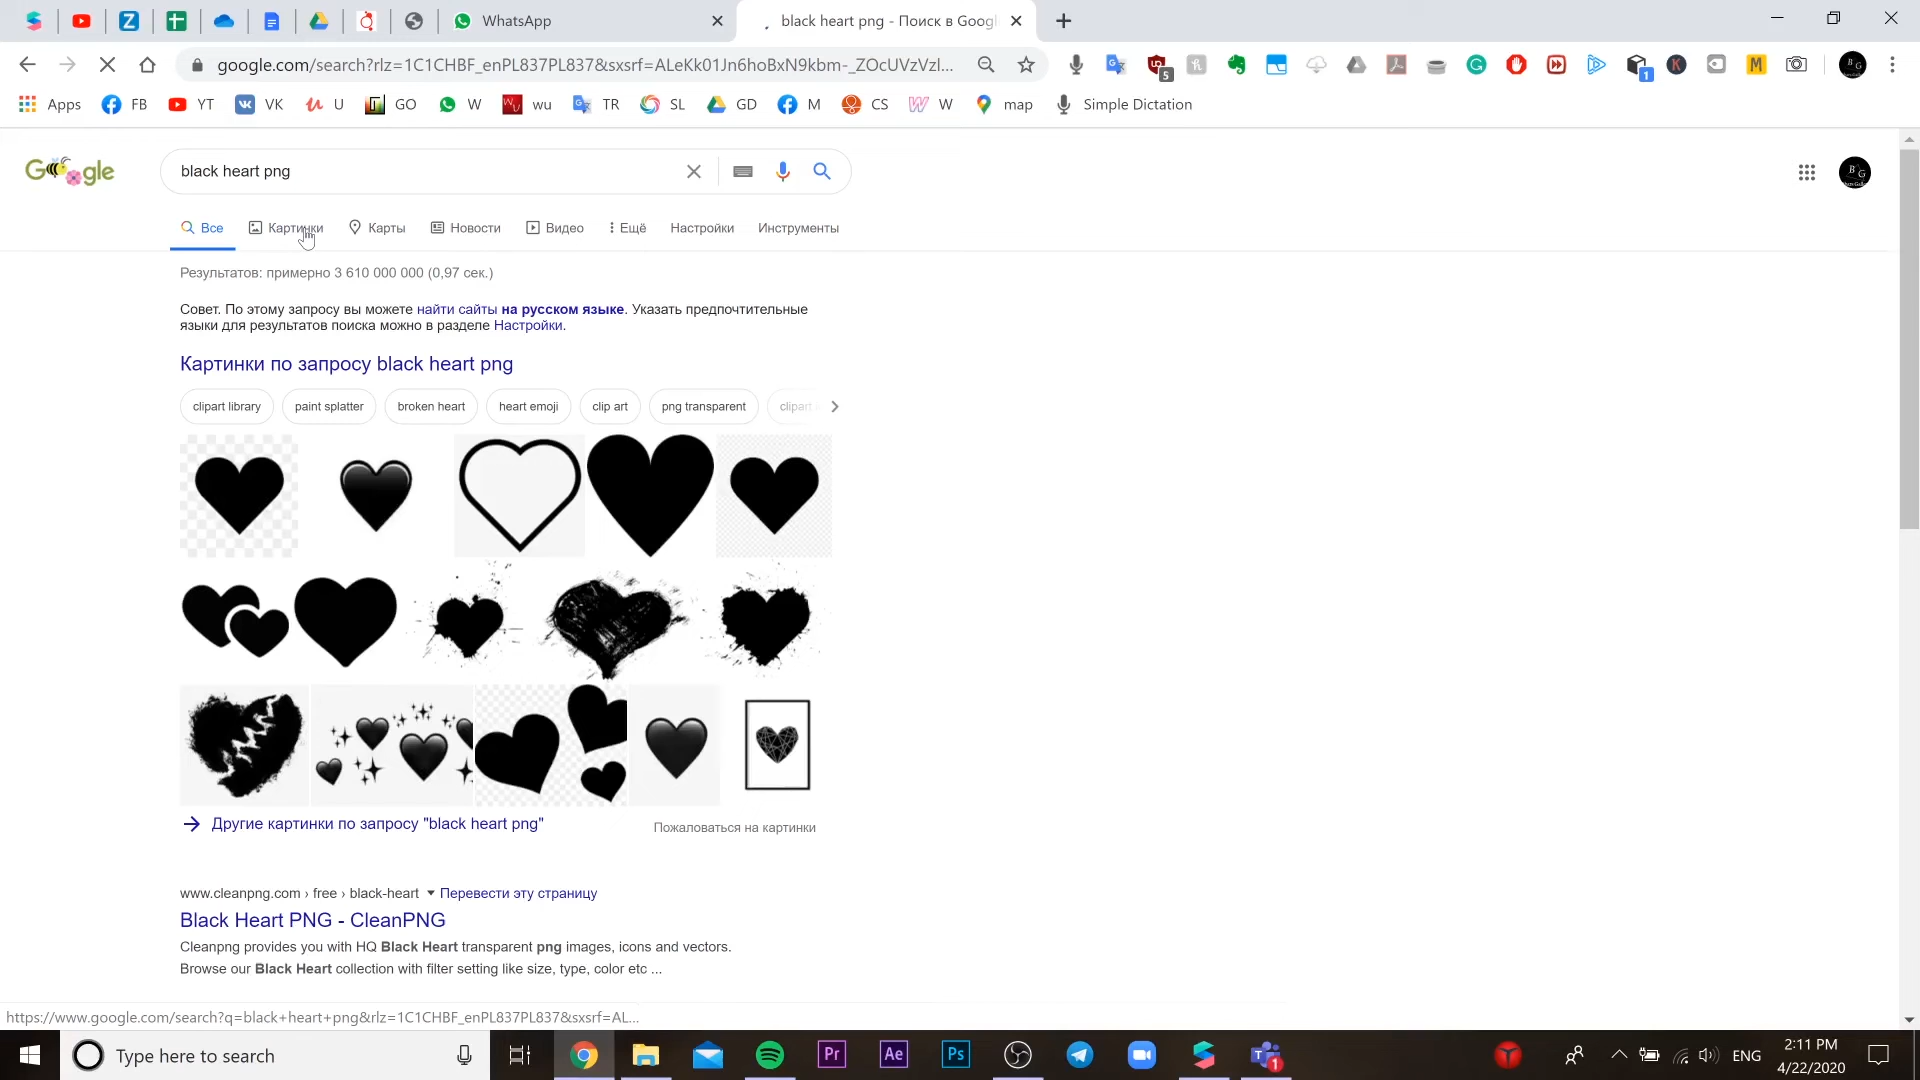 WhatsApp
black heart png - Поиск в Googl
google.com/search?rlz=1C1CHBF_enPL837PL837&sxsrf=ALeKk01Jn6hoBxN9kbm-_ZOcUVzVzl...
5
1
Apps FB YT VK U GO W wu TR SL GD M CS W map Simple Dictation
Google
black heart png
B G
Все Картинки Карты Новости Видео Ещё Настройки Инструменты
Результатов: примерно 3 610 000 000 (0,97 сек.)
Совет. По этому запросу вы можете найти сайты на русском языке. Указать предпочтительные
языки для результатов поиска можно в разделе Настройки.
Картинки по запросу black heart png
clipart library paint splatter broken heart heart emoji clip art png transparent clipart
Другие картинки по запросу "black heart png"
Пожаловаться на картинки
www.cleanpng.com › free › black-heart Перевести эту страницу
Black Heart PNG - CleanPNG
Cleanpng provides you with HQ Black Heart transparent png images, icons and vectors.
Browse our Black Heart collection with filter setting like size, type, color etc ...
https://www.google.com/search?q=black+heart+png&rlz=1C1CHBF_enPL837PL837&sxsrf=AL...
Type here to search
Pr Ae Ps
1
ENG
2:11 PM
4/22/2020